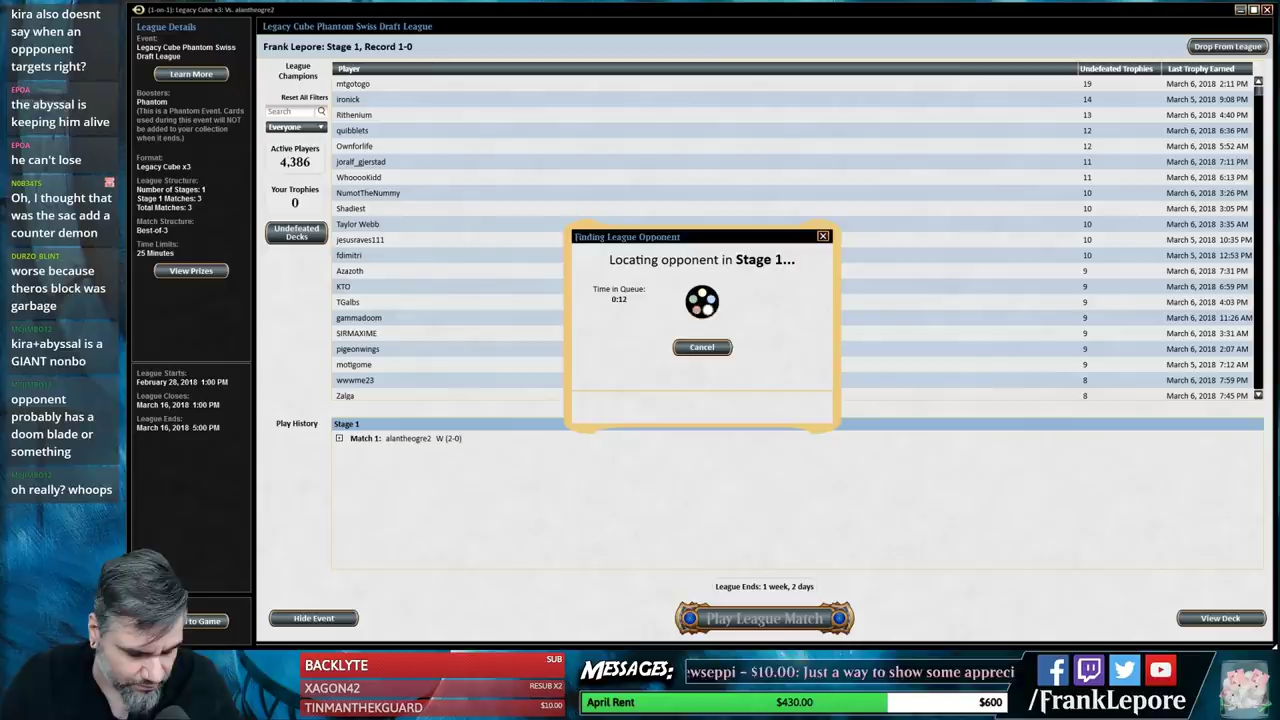 kira also doesnt
say when an
oppponent
targets right?
EPOA
the abyssal is
keeping him alive
EPOA
he can't lose
N0B34TS
Oh, I thought that
was the sac add a
counter demon
DURZO BLINT
worse because
theros block was
garbage
MUJIMBO12
kira+abyssal is a
GIANT nonbo
opponent
probably has a
doom blade or
something
oh really? whoops
(1-on-1): Legacy Cube x3: Vs. alantheogre2
League Details
Event:
Legacy Cube Phantom Swiss
Draft League
Learn More
Boosters:
Phantom
(This is a Phantom Event. Cards
used during this event will NOT
be added to your collection
when it ends.)
Format:
Legacy Cube x3
League Structure:
Number of Stages: 1
Stage 1 Matches: 3
Total Matches: 3
Match Structure:
Best-of-3
Time Limits:
25 Minutes
View Prizes
League Starts:
February 28, 2018 1:00 PM
League Closes:
March 16, 2018 1:00 PM
League Ends:
March 16, 2018 5:00 PM
to Game
Legacy Cube Phantom Swiss Draft League
Frank Lepore: Stage 1, Record 1-0
Drop From League
League
Champions
Reset All Filters
Search
Everyone
Active Players
4,386
Your Trophies
0
Undefeated
Decks
Player Undefeated Trophies Last Trophy Earned
mtgotogo 19 March 6, 2018 2:11 PM
ironick 14 March 5, 2018 9:08 PM
Rithenium 13 March 6, 2018 4:40 PM
quibblets 12 March 6, 2018 6:36 PM
Ownforlife 12 March 6, 2018 5:52 AM
joralf_gjerstad 11 March 6, 2018 7:11 PM
WhooooKidd 11 March 6, 2018 6:13 PM
NumotTheNummy 10 March 6, 2018 3:26 PM
Shadiest 10 March 6, 2018 3:05 PM
Taylor Webb 10 March 6, 2018 3:35 AM
jesusraves111 10 March 5, 2018 10:35 PM
fdimitri 10 March 5, 2018 12:53 PM
Azazoth 9 March 6, 2018 7:31 PM
KTO 9 March 6, 2018 6:59 PM
TGalbs 9 March 6, 2018 4:03 PM
gammadoom 9 March 6, 2018 11:26 AM
SIRMAXIME 9 March 6, 2018 3:31 AM
pigeonwings 9 March 6, 2018 2:07 AM
motigome 9 March 5, 2018 7:12 AM
wwwme23 8 March 6, 2018 7:59 PM
Zalga 8 March 6, 2018 7:45 PM
Finding League Opponent
Locating opponent in Stage 1...
Time in Queue:
0:12
Cancel
Play History
Stage 1
Match 1: alantheogre2 W (2-0)
League Ends: 1 week, 2 days
Hide Event
Play League Match
View Deck
BACKLYTE SUB
XAGON42 RESUB X2
TINMANTHEKGUARD $10.00
MESSAGES:
wseppi – $10.00: Just a way to show some appreci
April Rent $430.00 $600
/FrankLepore